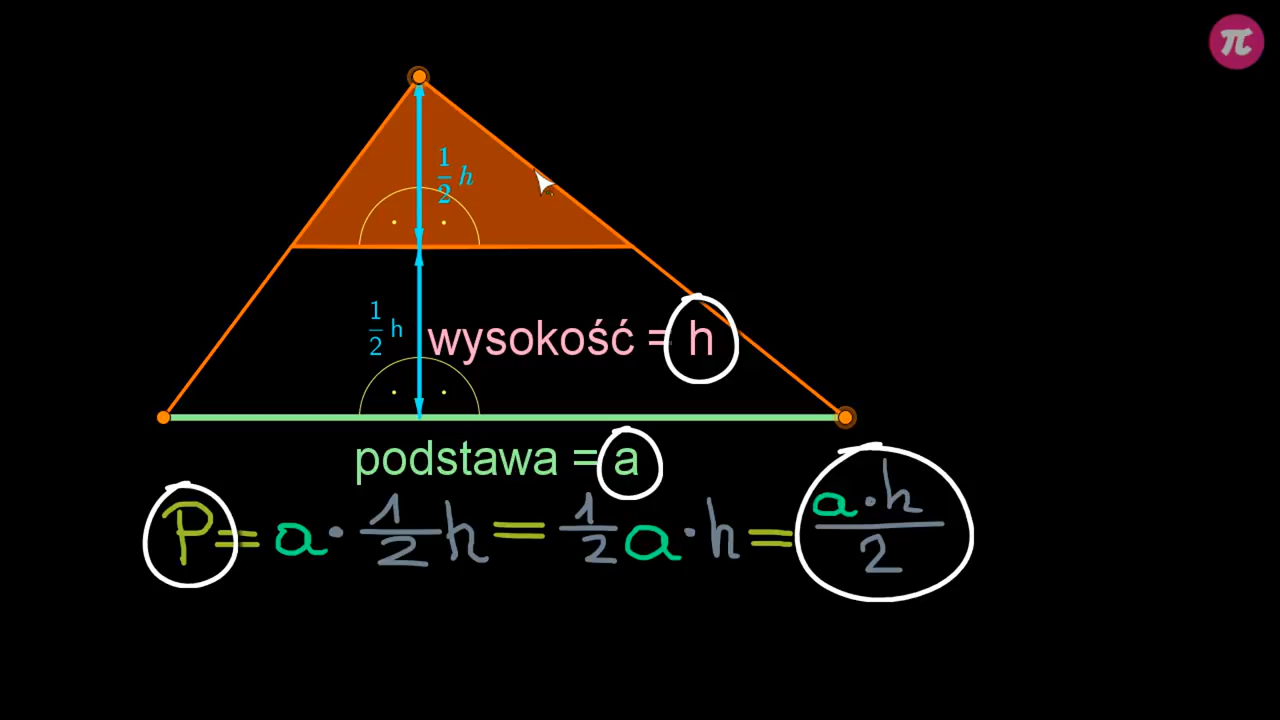 π
1/2 h
1/2 h
wysokość = h
podstawa = a
P = a · 1/2 h = 1/2 a · h = a · h / 2